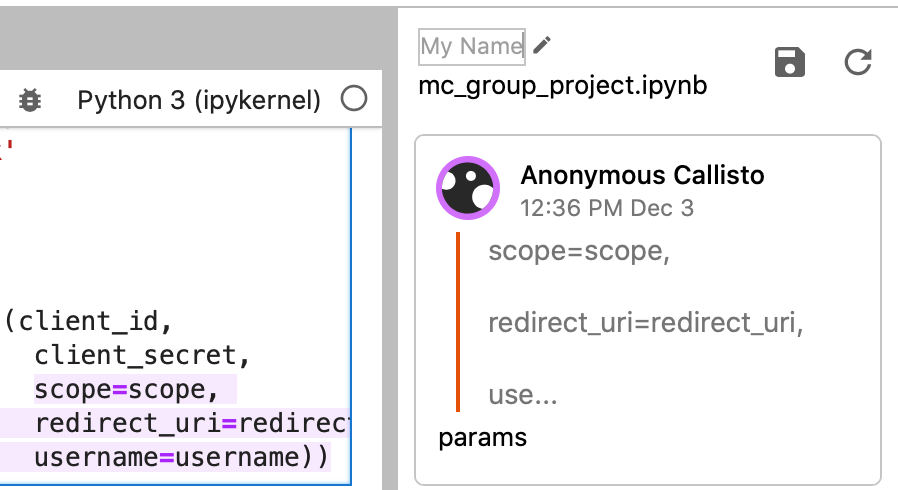 My Name
mc_group_project.ipynb
Python 3 (ipykernel)
'
(client_id,
client_secret,
scope=scope,
redirect_uri=redirect
username=username))
Anonymous Callisto
12:36 PM Dec 3
scope=scope,
redirect_uri=redirect_uri,
use...
params